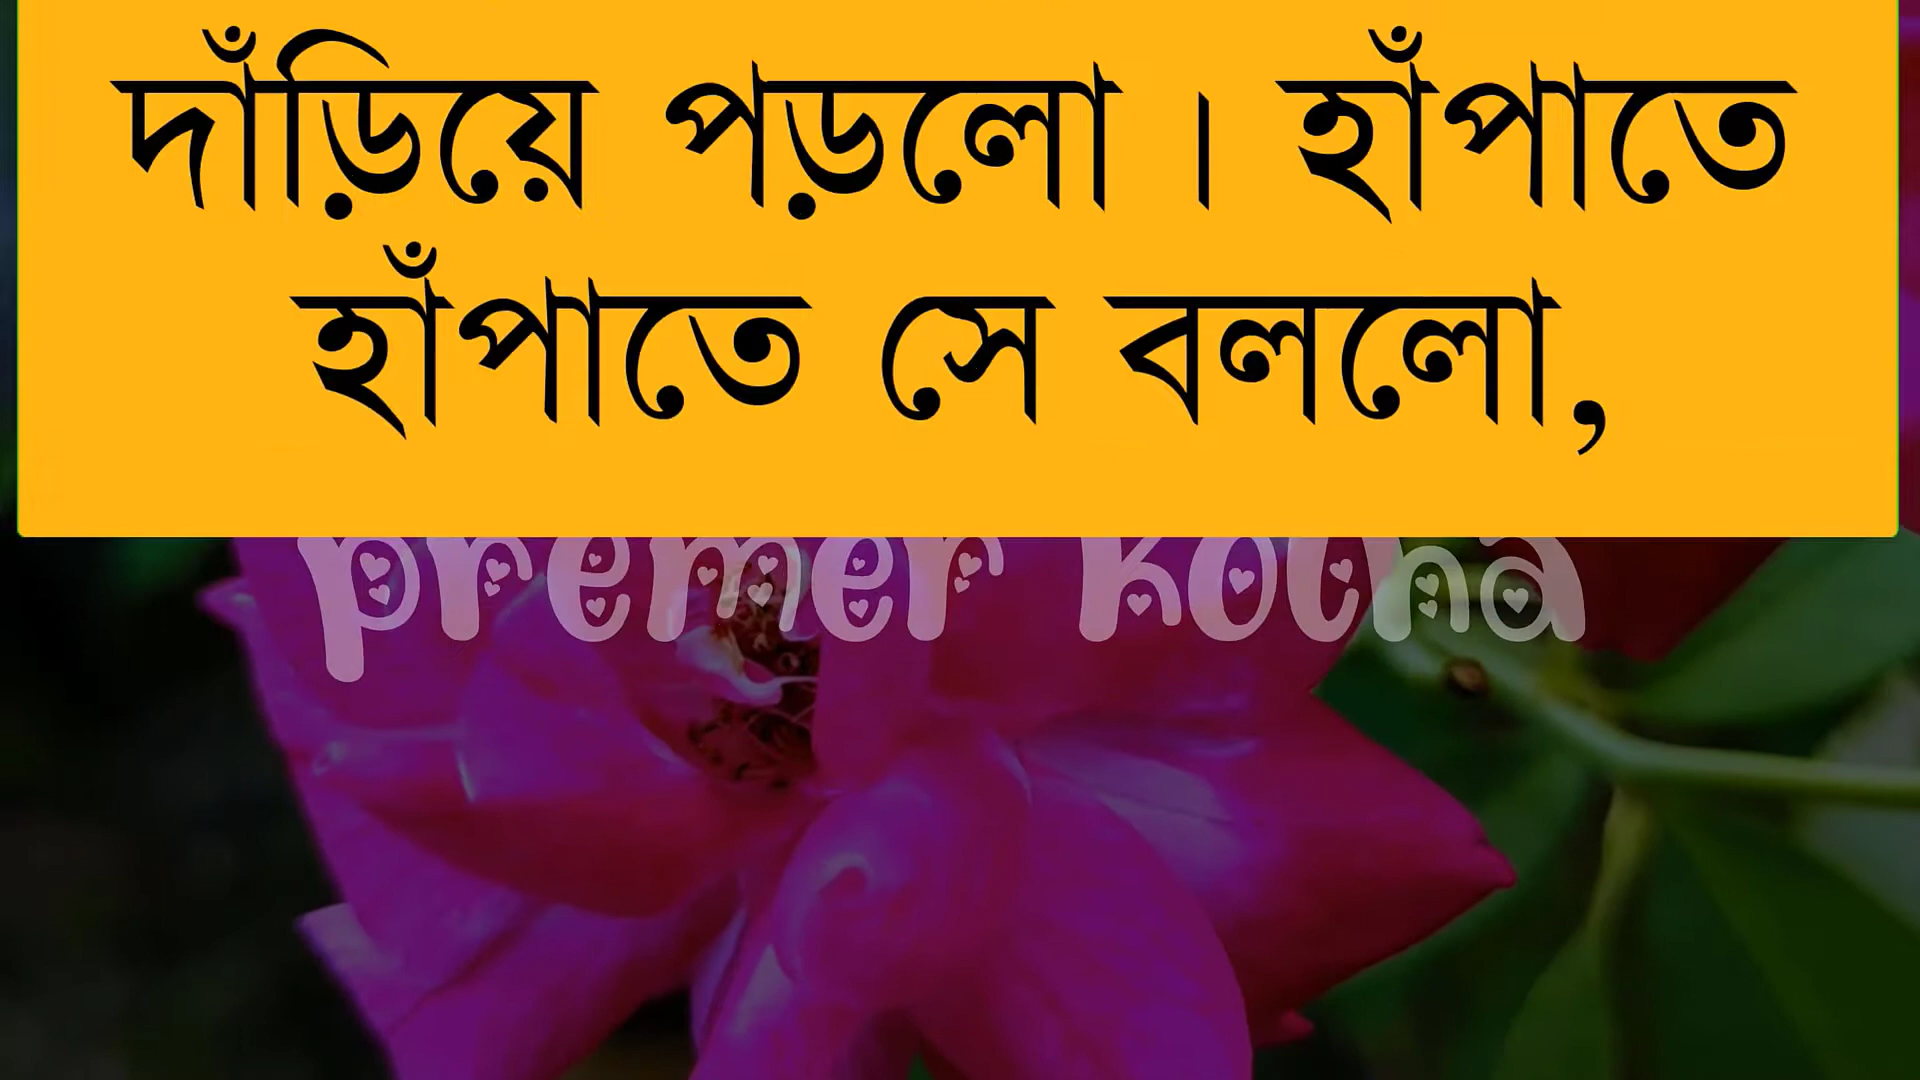 দাঁড়িয়ে পড়লো । হাঁপাতে
হাঁপাতে সে বললো,
premer kotha